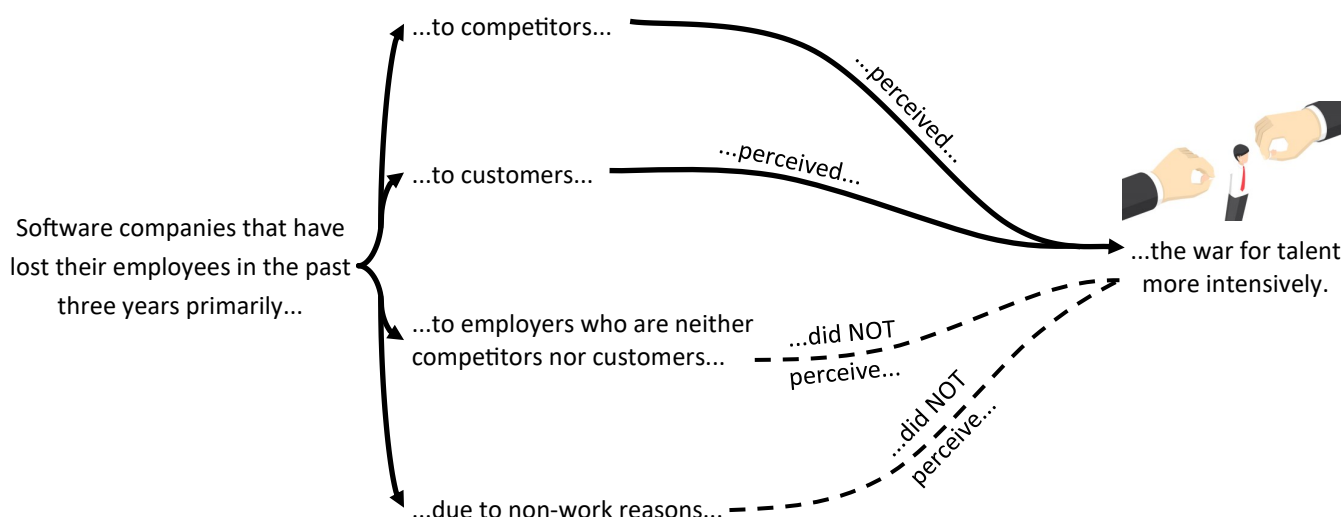 ...to competitors...
...perceived...
...to customers...
...perceived...
Software companies that have
lost their employees in the past
three years primarily...
...the war for talent
more intensively.
...to employers who are neither
competitors nor customers...
...did NOT
perceive...
...did NOT
perceive...
...due to non-work reasons...